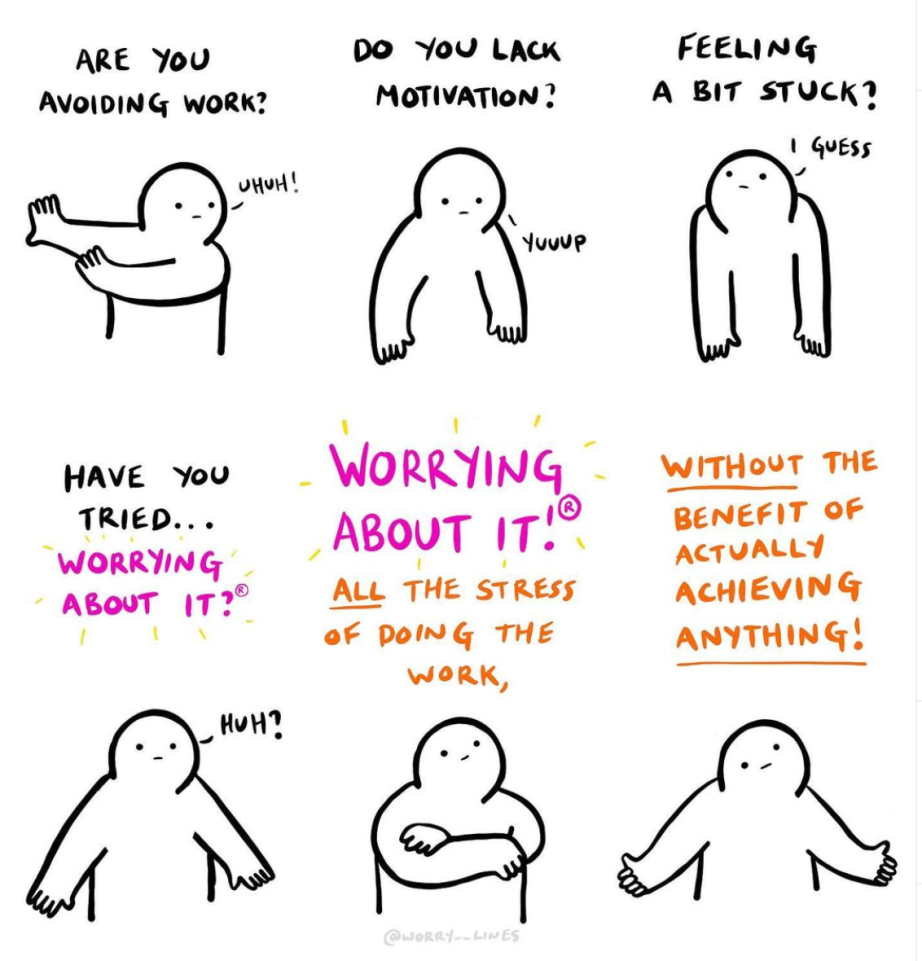 ARE YOU
AVOIDING WORK?
UHUH!
DO YOU LACK
MOTIVATION?
YUUUP
FEELING
A BIT STUCK?
I GUESS
HAVE YOU
TRIED...
WORRYING
ABOUT IT?®
HUH?
WORRYING
ABOUT IT!®
ALL THE STRESS
OF DOING THE
WORK,
WITHOUT THE
BENEFIT OF
ACTUALLY
ACHIEVING
ANYTHING!
@WORRY__LINES